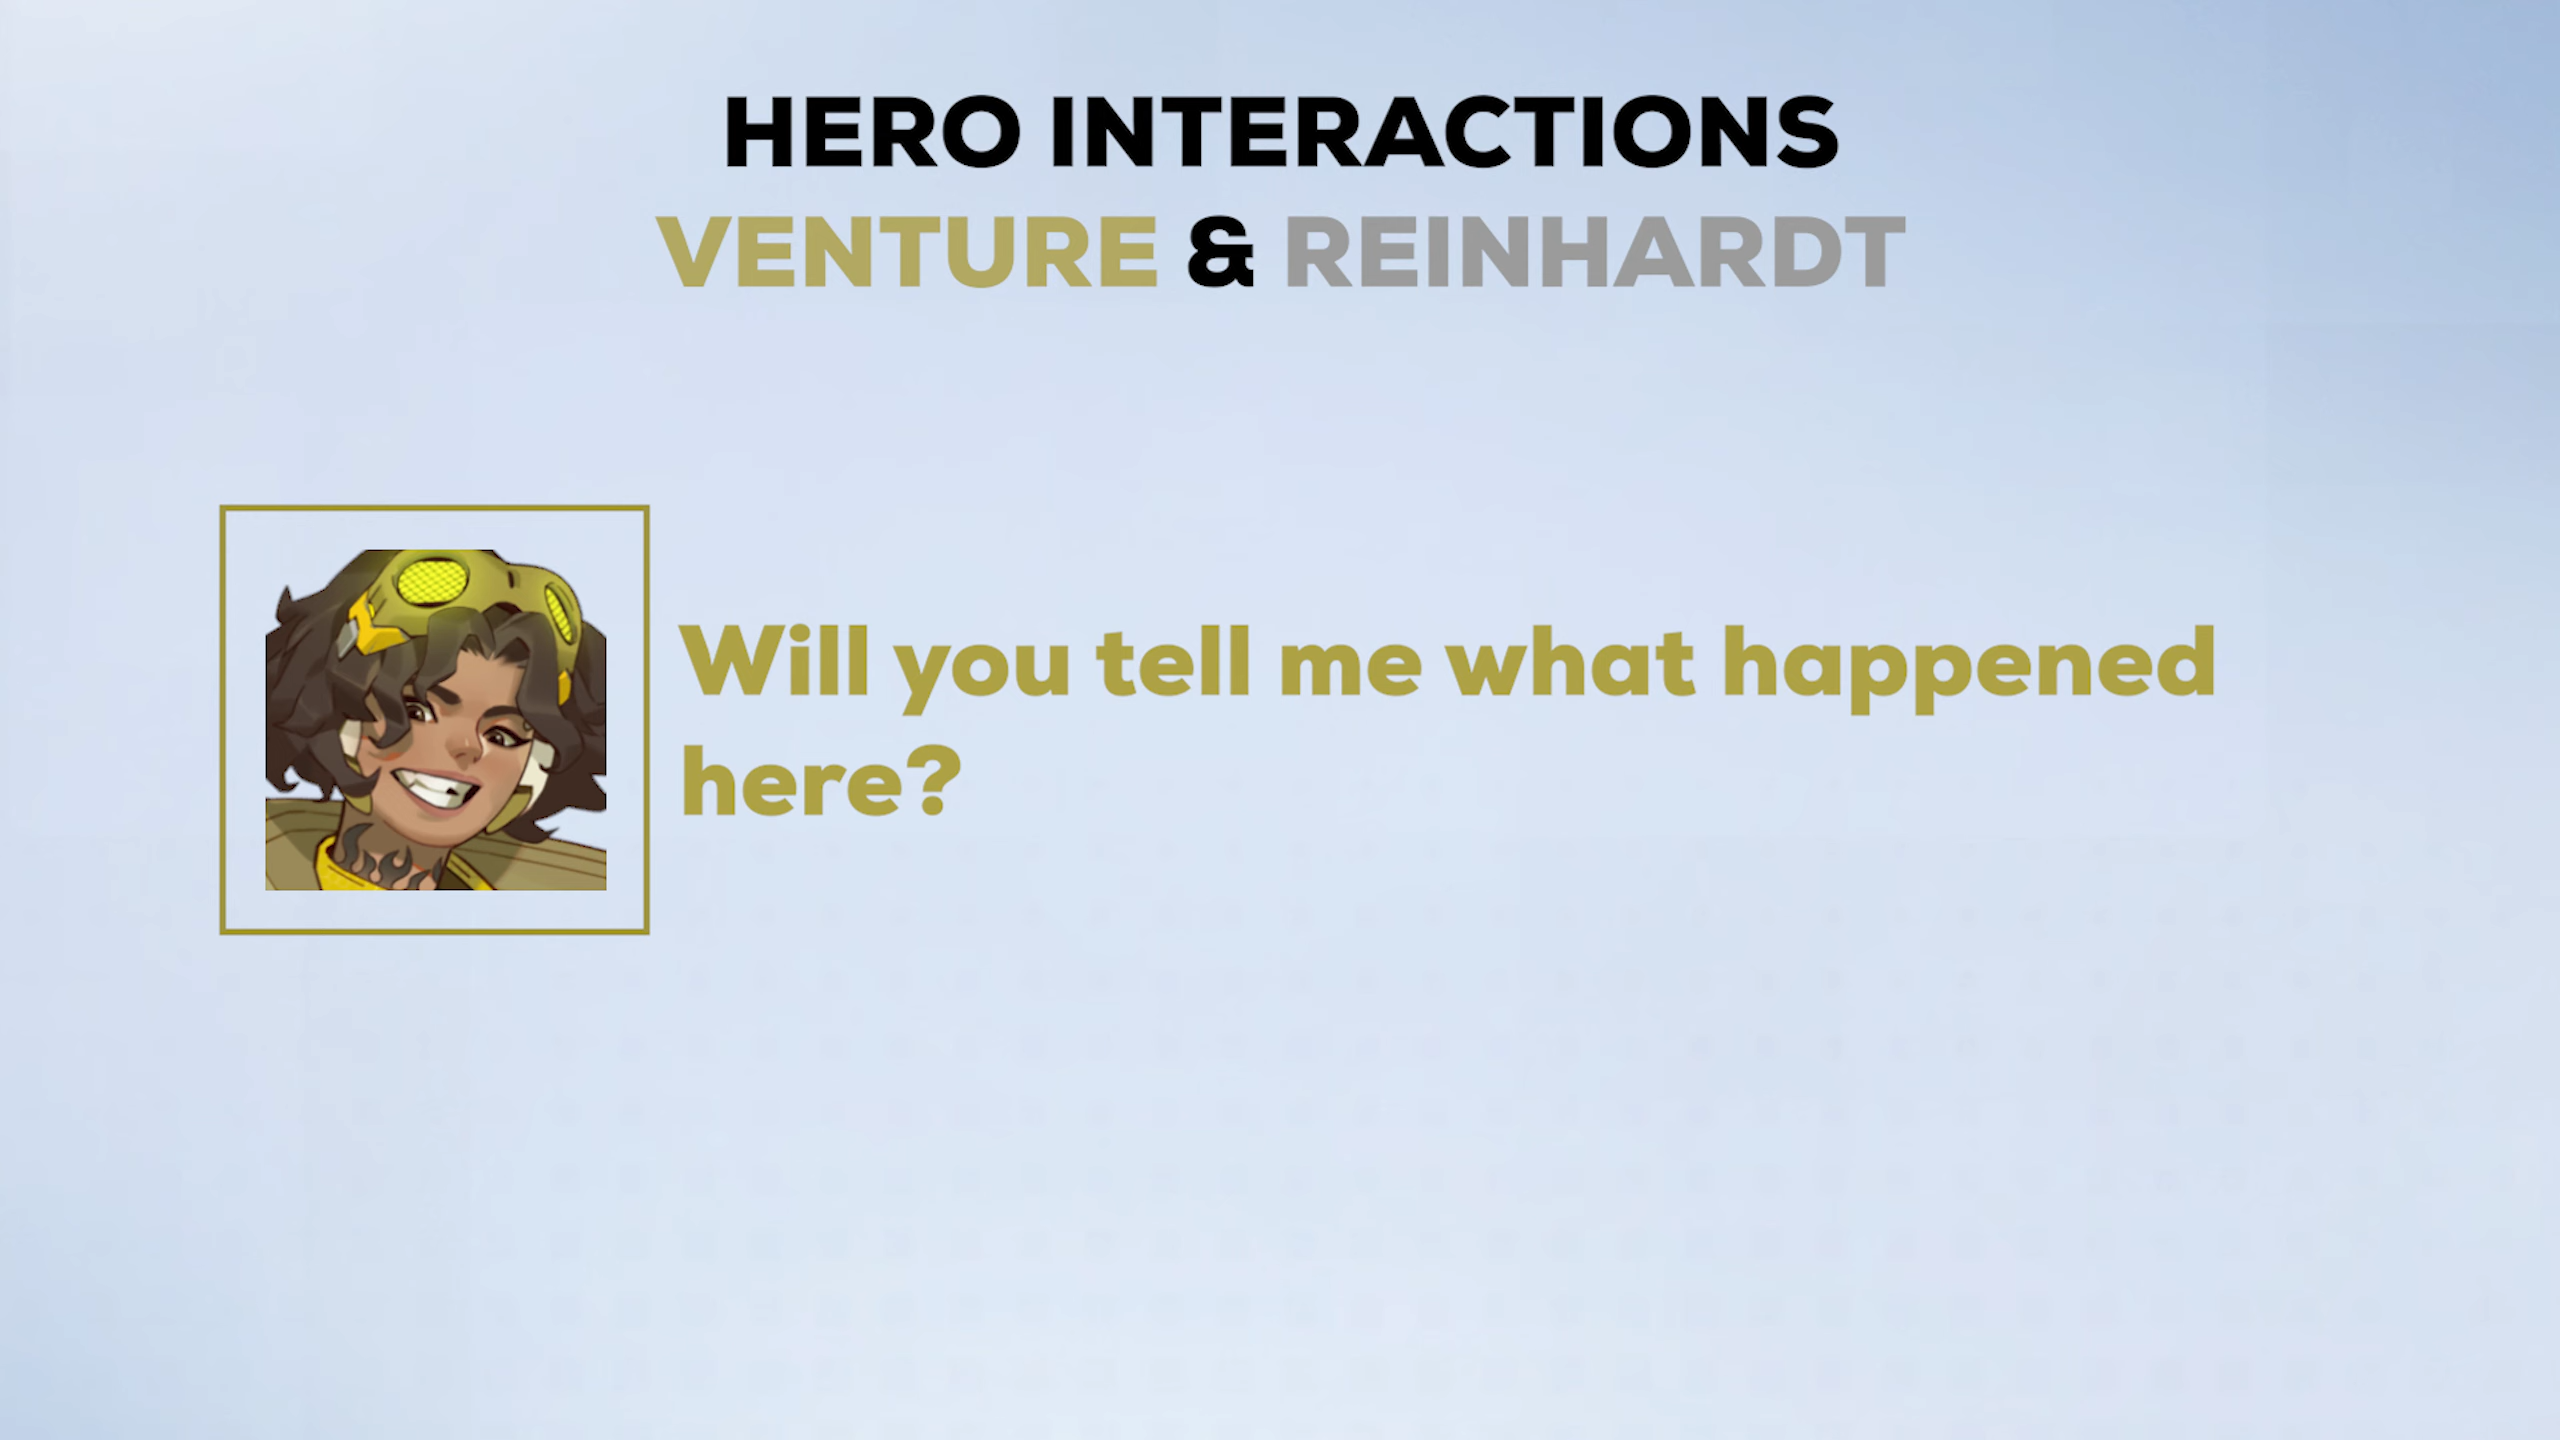 HERO INTERACTIONS
VENTURE & REINHARDT
Will you tell me what happened
here?